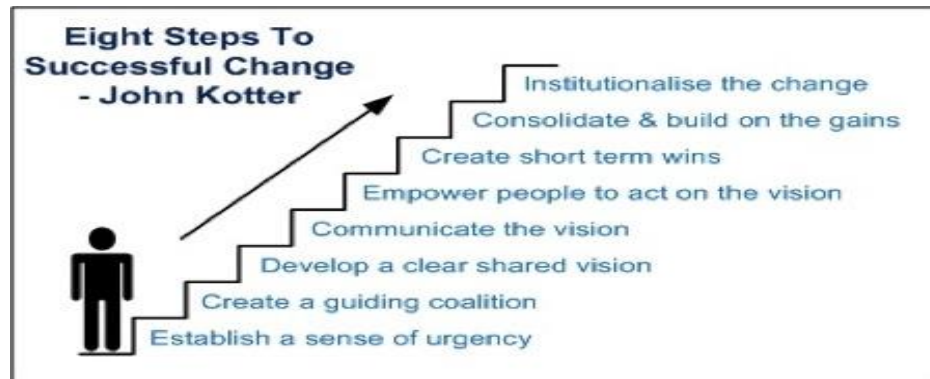 Eight Steps To
Successful Change
- John Kotter
Institutionalise the change
Consolidate & build on the gains
Create short term wins
Empower people to act on the vision
Communicate the vision
Develop a clear shared vision
Create a guiding coalition
Establish a sense of urgency